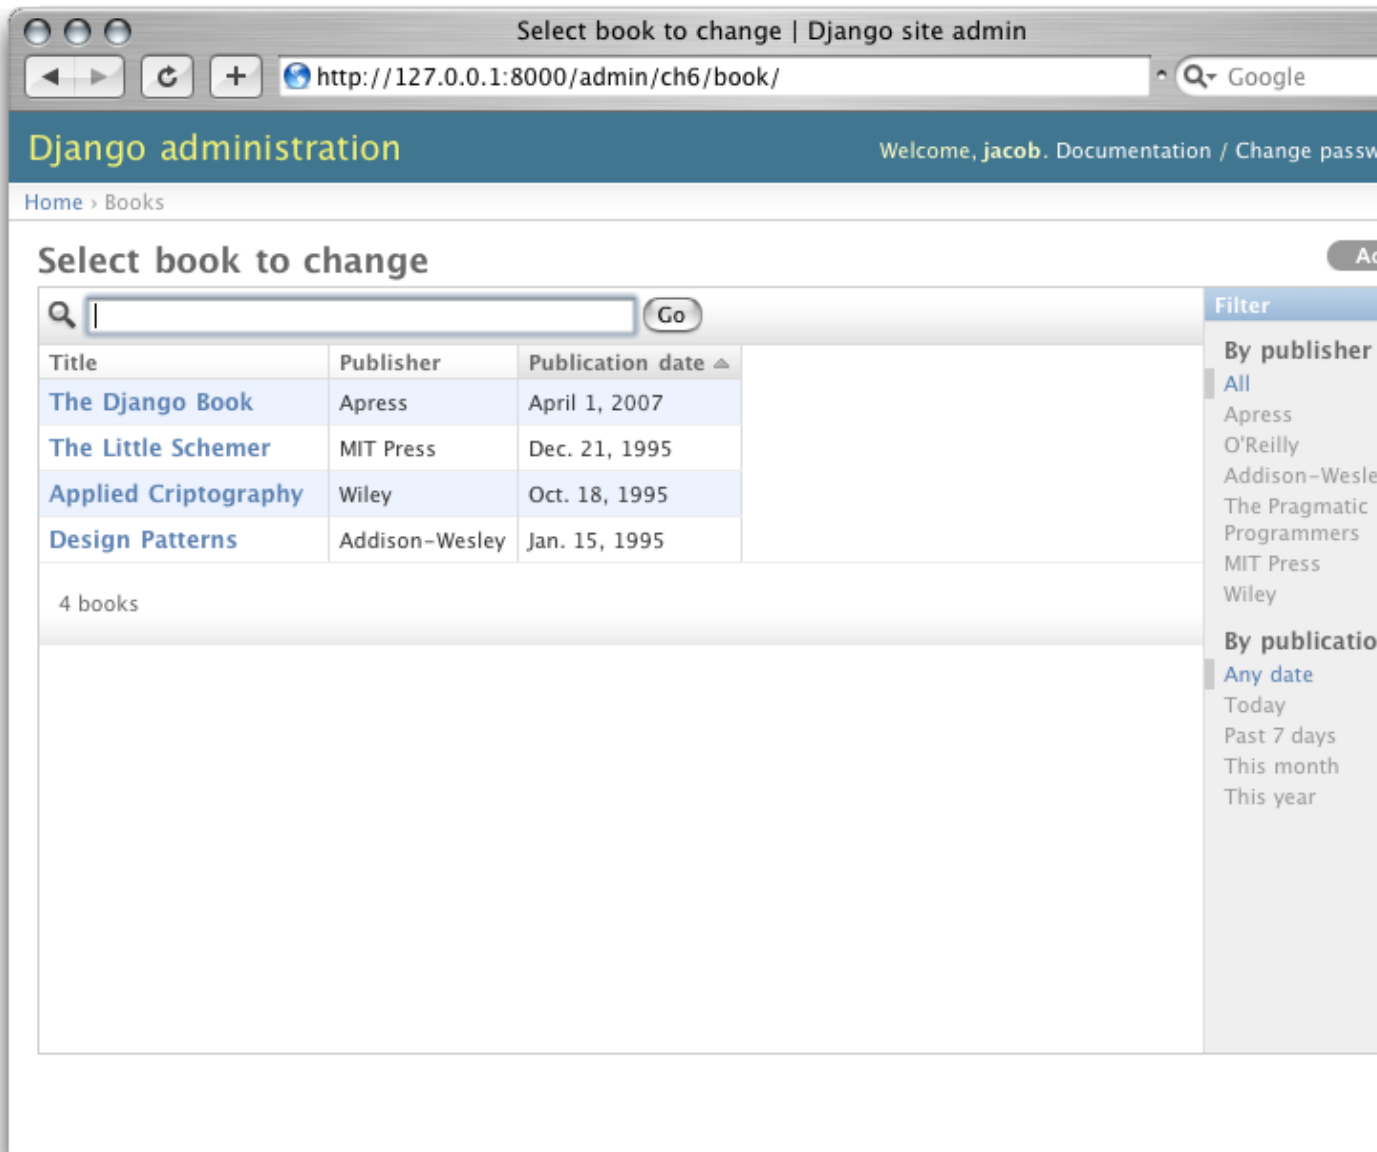 Select book to change | Django site admin
http://127.0.0.1:8000/admin/ch6/book/
Google
Django administration
Welcome, jacob. Documentation / Change passw
Home › Books
Select book to change
Ad
Go
Filter
Title Publisher Publication date
The Django Book Apress April 1, 2007
The Little Schemer MIT Press Dec. 21, 1995
Applied Criptography Wiley Oct. 18, 1995
Design Patterns Addison-Wesley Jan. 15, 1995
4 books
By publisher
All
Apress
O'Reilly
Addison-Wesle
The Pragmatic
Programmers
MIT Press
Wiley
By publicatio
Any date
Today
Past 7 days
This month
This year